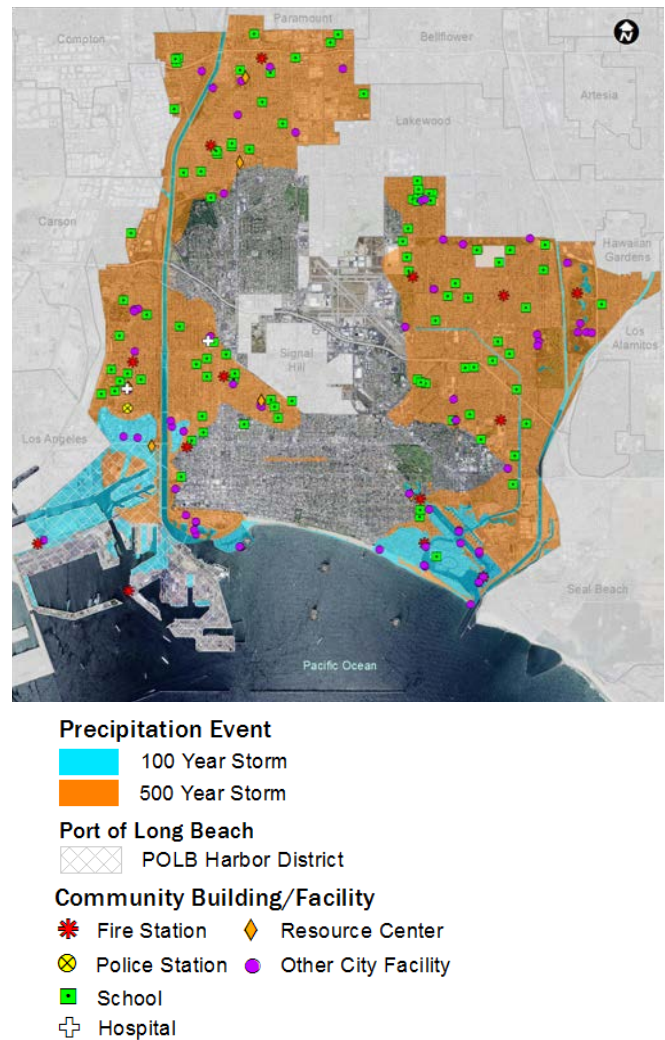 Paramount
Compton
Bellflower
N
Artesia
Lakewood
Carson
Hawaiian
Gardens
Signal
Hill
Los
Alamitos
Los Angeles
Seal Beach
Pacific Ocean
Precipitation Event
100 Year Storm
500 Year Storm
Port of Long Beach
POLB Harbor District
Community Building/Facility
Fire Station
Resource Center
Police Station
Other City Facility
School
Hospital